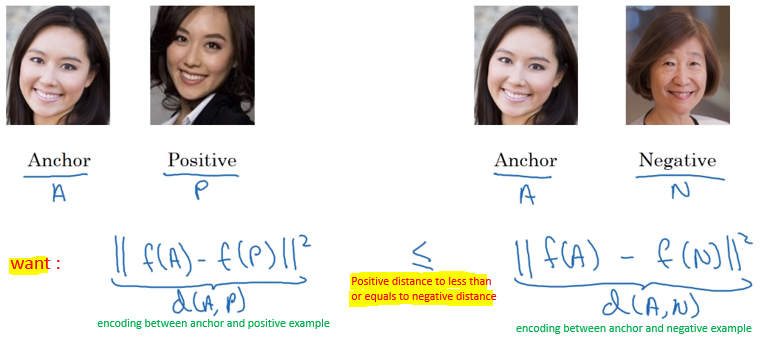 Anchor Positive Anchor Negative
A P A N
want : || f(A) - f(P) ||² ≤ || f(A) - f(N) ||²
Positive distance to less than
or equals to negative distance
d(A, P) d(A, N)
encoding between anchor and positive example
encoding between anchor and negative example